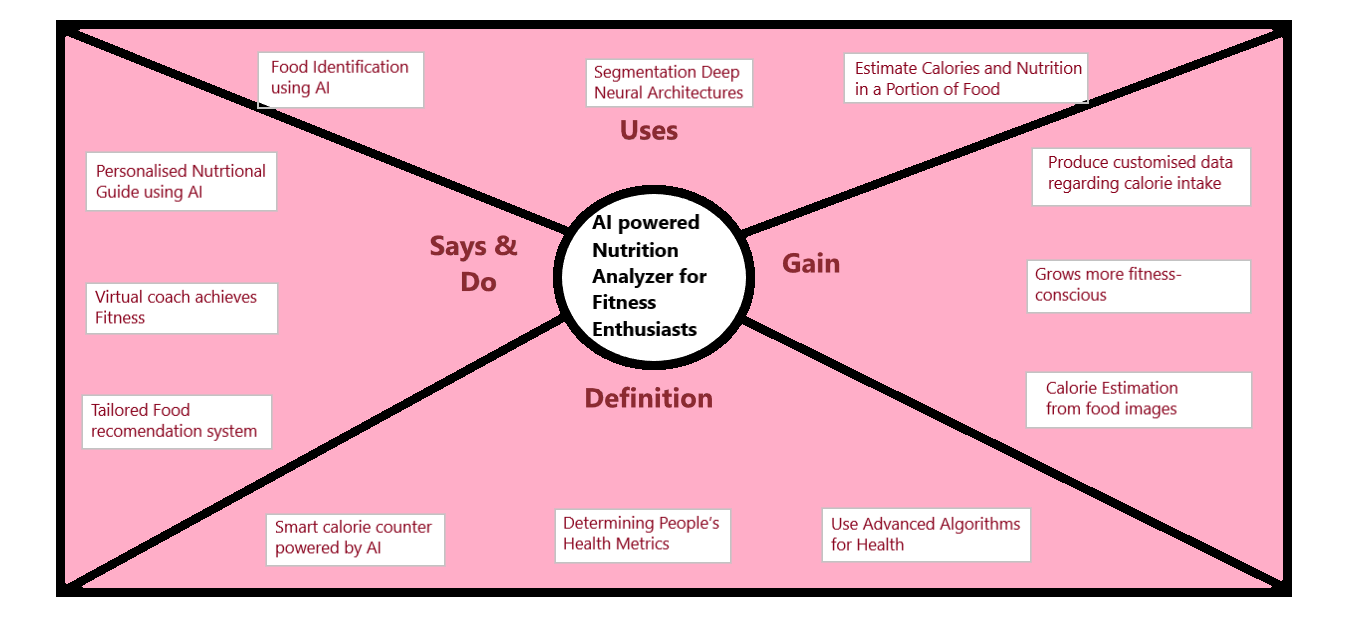 Food Identification
using AI
Segmentation Deep
Neural Architectures
Estimate Calories and Nutrition
in a Portion of Food
Uses
Personalised Nutrtional
Guide using AI
Produce customised data
regarding calorie intake
Says &
Do
AI powered
Nutrition
Analyzer for
Fitness
Enthusiasts
Gain
Virtual coach achieves
Fitness
Grows more fitness-
conscious
Tailored Food
recomendation system
Calorie Estimation
from food images
Definition
Smart calorie counter
powered by AI
Determining People's
Health Metrics
Use Advanced Algorithms
for Health